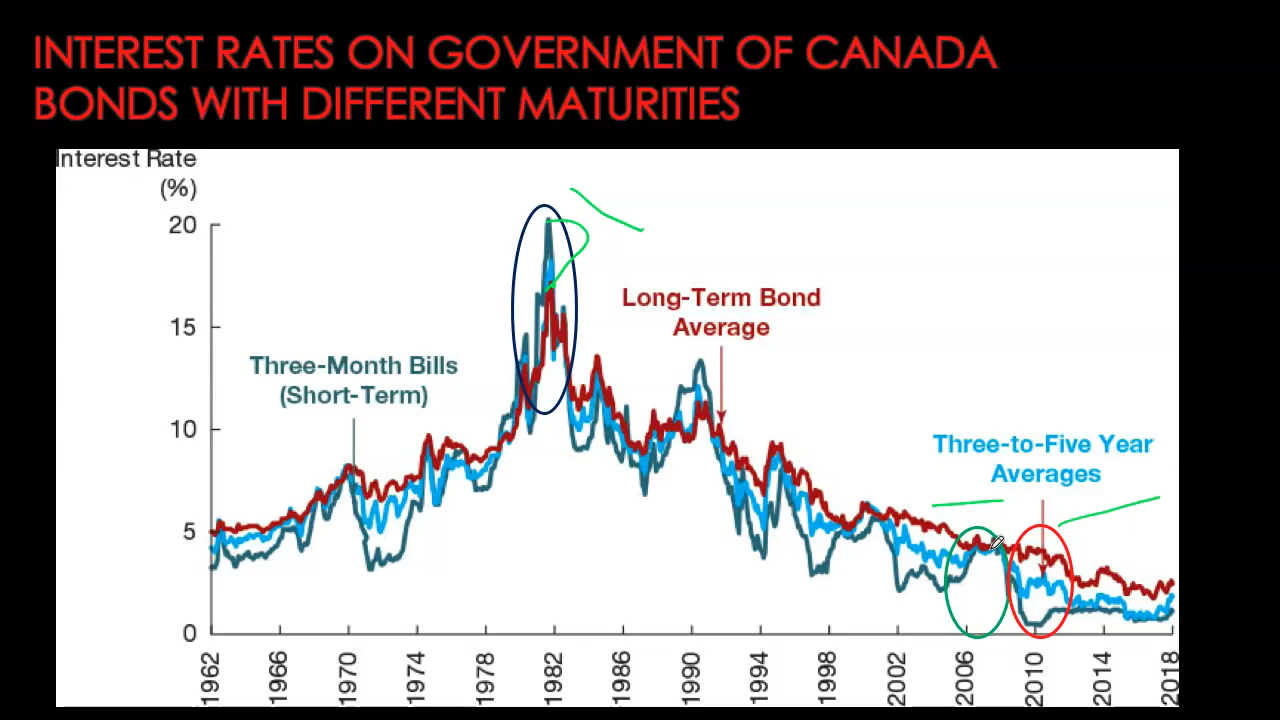 INTEREST RATES ON GOVERNMENT OF CANADA
BONDS WITH DIFFERENT MATURITIES
Interest Rate
(%)
20
15
10
5
0
Three-Month Bills
(Short-Term)
Long-Term Bond
Average
Three-to-Five Year
Averages
1962
1966
1970
1974
1978
1982
1986
1990
1994
1998
2002
2006
2010
2014
2018